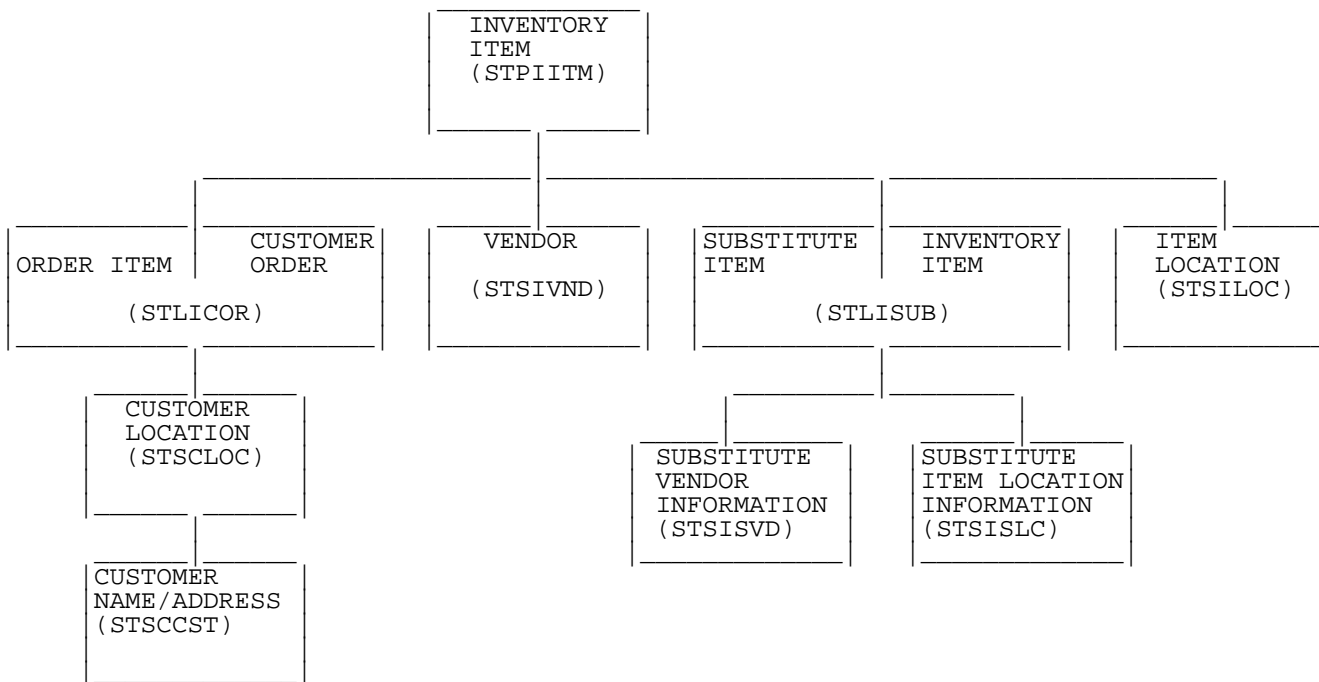 INVENTORY
ITEM
(STPIITM)
ORDER ITEM
CUSTOMER
ORDER
(STLICOR)
VENDOR
(STSIVND)
SUBSTITUTE
ITEM
INVENTORY
ITEM
(STLISUB)
ITEM
LOCATION
(STSILOC)
CUSTOMER
LOCATION
(STSCLOC)
SUBSTITUTE
VENDOR
INFORMATION
(STSISVD)
SUBSTITUTE
ITEM LOCATION
INFORMATION
(STSISLC)
CUSTOMER
NAME/ADDRESS
(STSCCST)